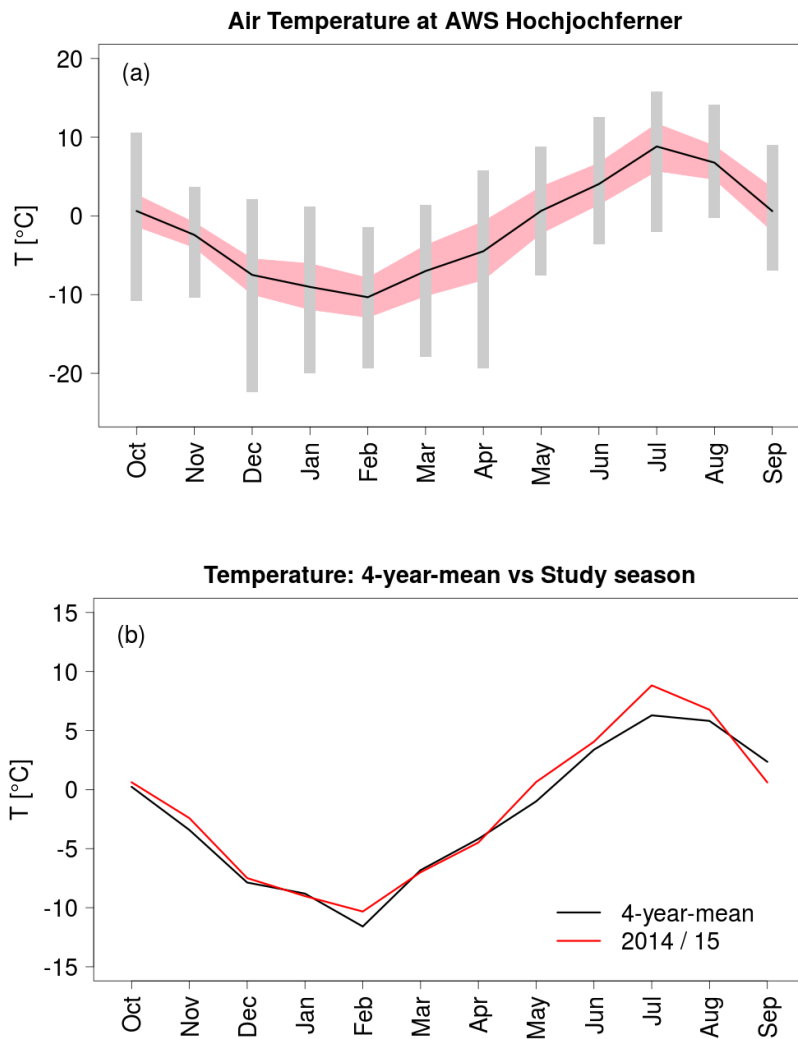 Air Temperature at AWS Hochjochferner
(a)
20
10
0
-10
-20
T [°C]
Oct Nov Dec Jan Feb Mar Apr May Jun Jul Aug Sep
Temperature: 4-year-mean vs Study season
(b)
15
10
5
0
-5
-10
-15
T [°C]
4-year-mean
2014 / 15
Oct Nov Dec Jan Feb Mar Apr May Jun Jul Aug Sep